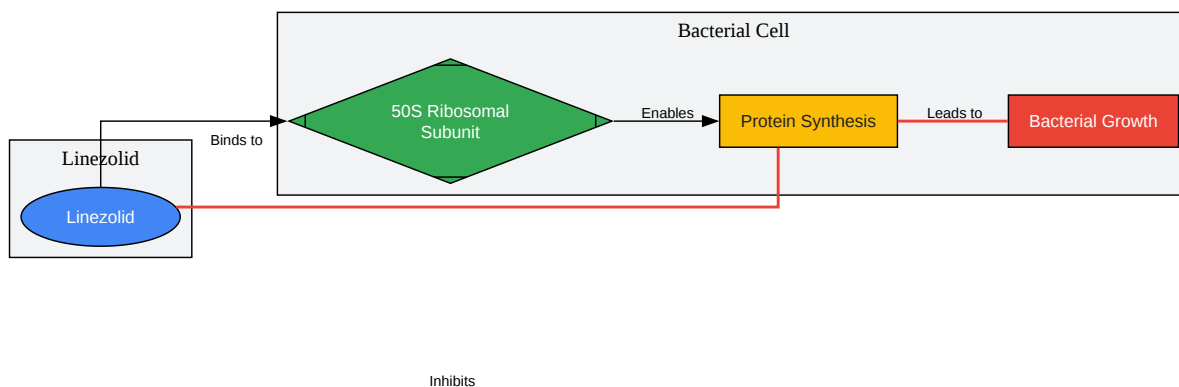 Bacterial Cell
50S Ribosomal
Subunit
Enables
Protein Synthesis
Leads to
Bacterial Growth
Binds to
Linezolid
Linezolid
Inhibits